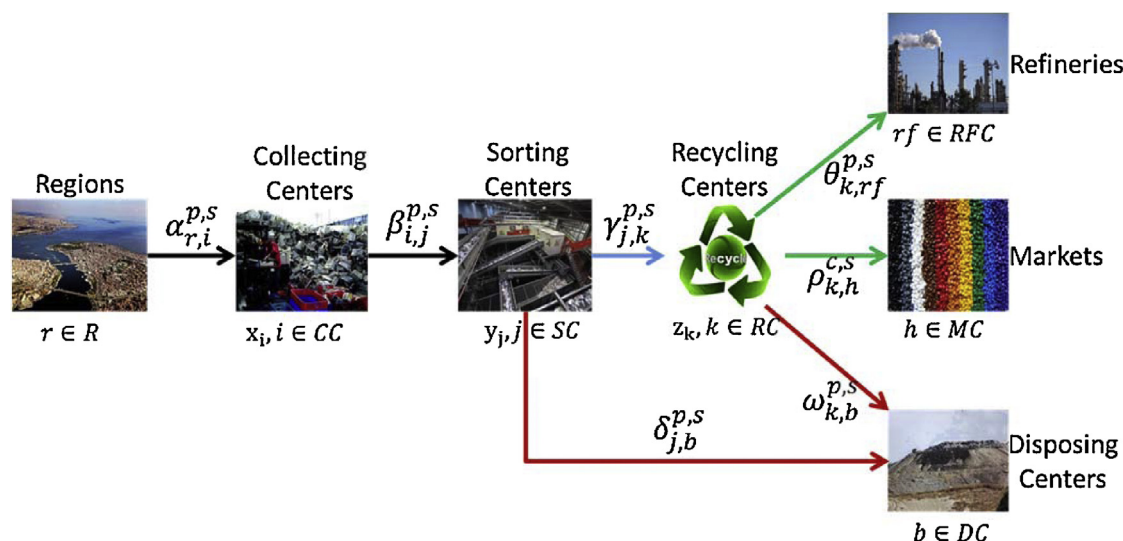 Refineries
rf ∈ RFC
Collecting
Centers
Sorting
Centers
Recycling
Centers
Regions
θ^{p,s}_{k,rf}
α^{p,s}_{r,i}
β^{p,s}_{i,j}
γ^{p,s}_{j,k}
Recycle
Markets
ρ^{c,s}_{k,h}
r ∈ R
x_i, i ∈ CC
y_j, j ∈ SC
z_k, k ∈ RC
h ∈ MC
ω^{p,s}_{k,b}
δ^{p,s}_{j,b}
Disposing
Centers
b ∈ DC